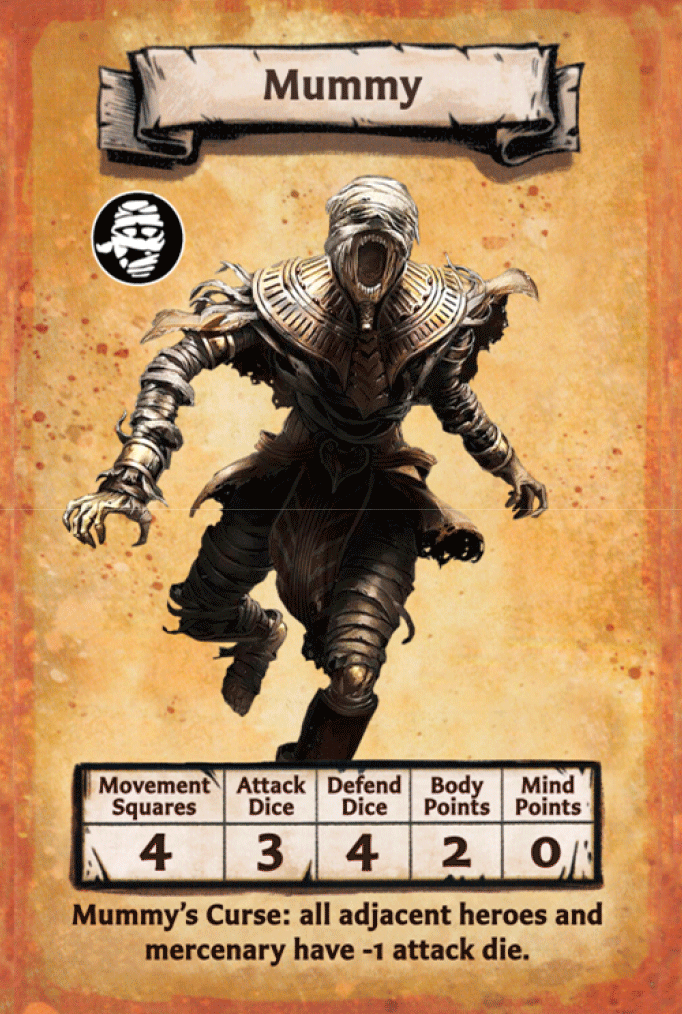 Mummy
Movement Squares
Attack Dice
Defend Dice
Body Points
Mind Points
4 3 4 2 0
Mummy's Curse: all adjacent heroes and
mercenary have -1 attack die.